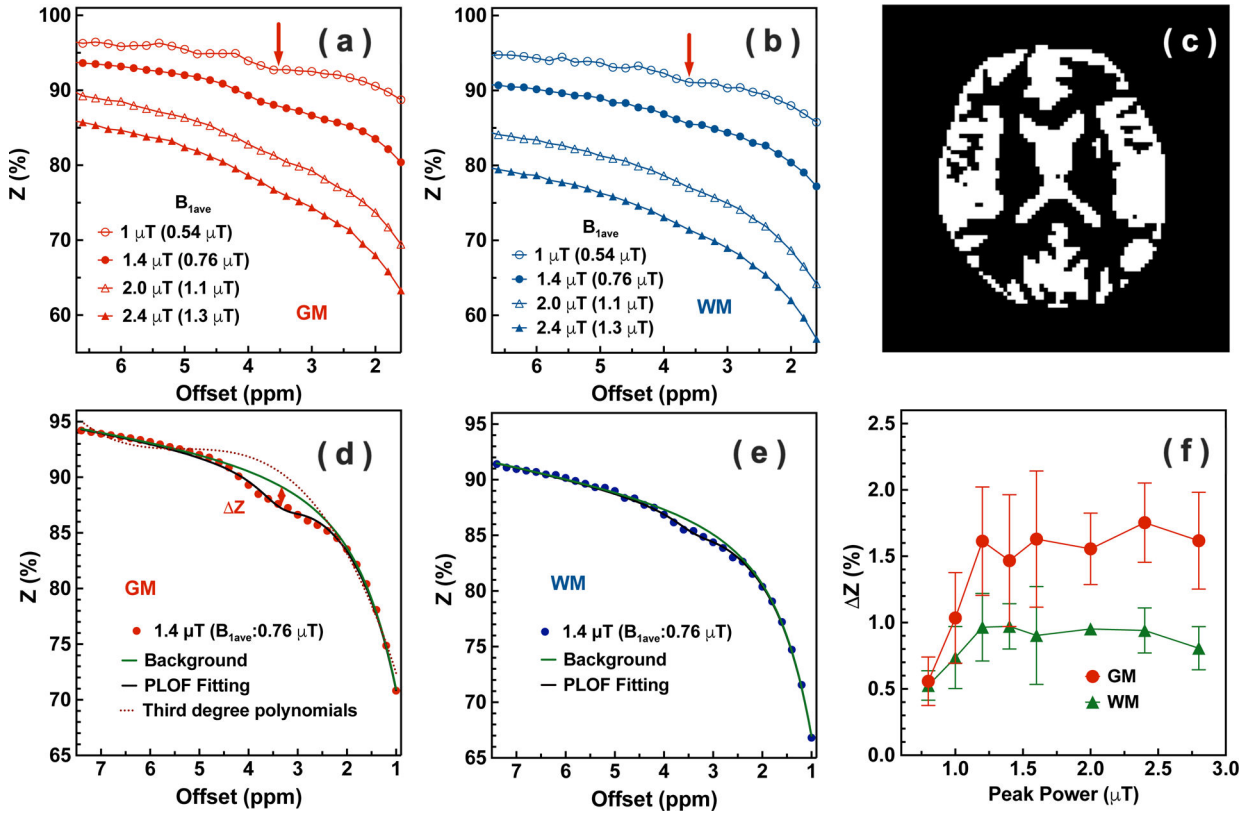 ( a )
100
90
80
70
60
Z (%)
B1ave
1 μT (0.54 μT)
1.4 μT (0.76 μT)
2.0 μT (1.1 μT)
2.4 μT (1.3 μT)
GM
6 5 4 3 2
Offset (ppm)
( b )
100
90
80
70
60
Z (%)
B1ave
1 μT (0.54 μT)
1.4 μT (0.76 μT)
2.0 μT (1.1 μT)
2.4 μT (1.3 μT)
WM
6 5 4 3 2
Offset (ppm)
( c )
( d )
95
90
85
80
75
70
65
Z (%)
ΔZ
GM
1.4 μT (B1ave:0.76 μT)
Background
PLOF Fitting
Third degree polynomials
7 6 5 4 3 2 1
Offset (ppm)
( e )
95
90
85
80
75
70
65
Z (%)
WM
1.4 μT (B1ave:0.76 μT)
Background
PLOF Fitting
7 6 5 4 3 2 1
Offset (ppm)
( f )
2.5
2.0
1.5
1.0
0.5
0.0
ΔZ
GM
WM
1.0 1.5 2.0 2.5 3.0
Peak Power (μT)